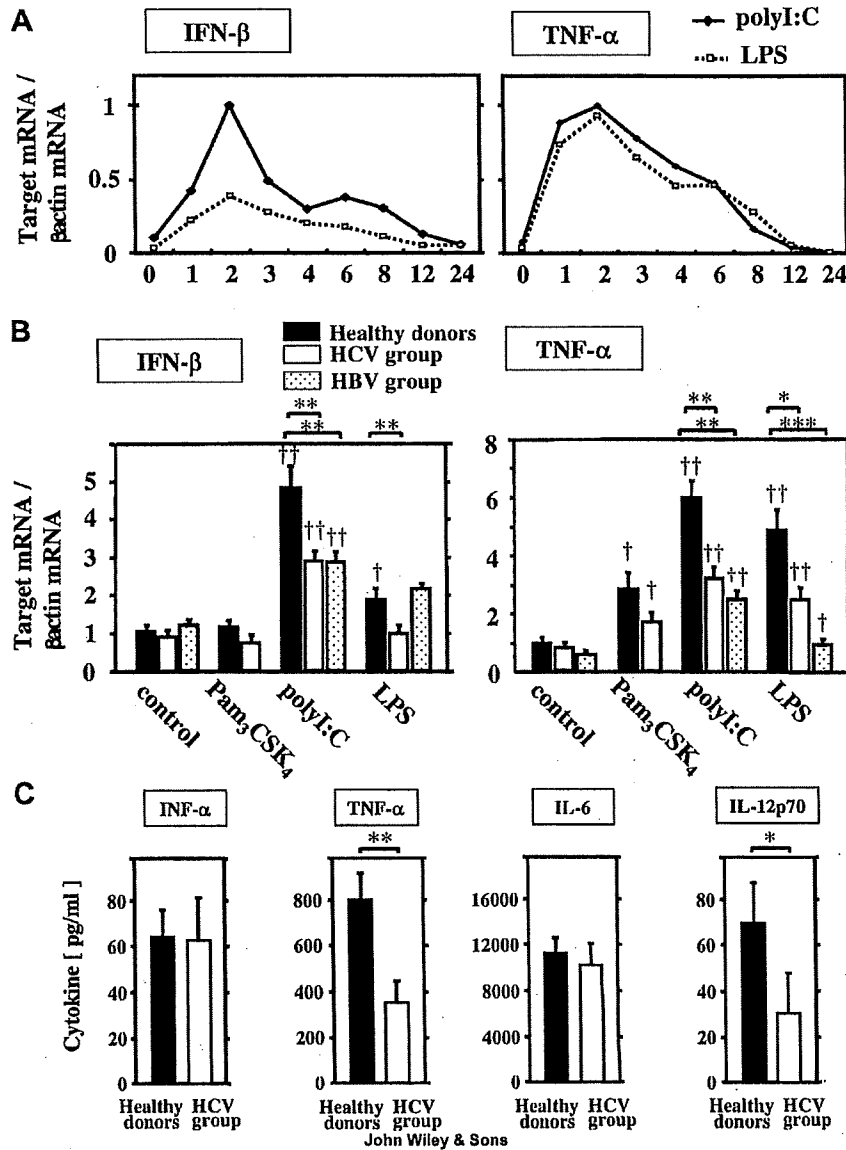 A
IFN-β
TNF-α
polyI:C
LPS
Target mRNA /
βactin mRNA
1
0.5
0
0 1 2 3 4 6 8 12 24
0 1 2 3 4 6 8 12 24
B
IFN-β
Healthy donors
HCV group
HBV group
TNF-α
** ** **
** ** * ***
Target mRNA /
βactin mRNA
5
4
3
2
1
0
†† †† †† †
8
6
4
2
0
† † †† †† †† †† †† †
control Pam3CSK4 polyI:C LPS
control Pam3CSK4 polyI:C LPS
C
INF-α
TNF-α
IL-6
IL-12p70
**
*
Cytokine [ pg/ml ]
80
60
40
20
0
800
600
400
200
0
16000
12000
10000
8000
0
80
60
40
20
0
Healthy donors HCV group
Healthy donors HCV group
Healthy donors HCV group
Healthy donors HCV group
John Wiley & Sons